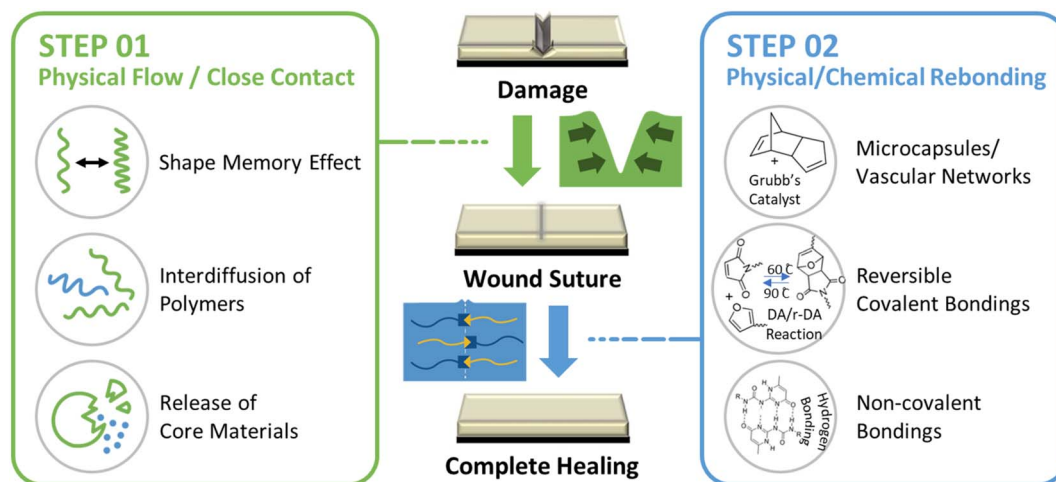 STEP 01
Physical Flow / Close Contact
Shape Memory Effect
Interdiffusion of
Polymers
Release of
Core Materials
Damage
Wound Suture
Complete Healing
STEP 02
Physical/Chemical Rebonding
+
Grubb's
Catalyst
Microcapsules/
Vascular Networks
O
N
O
+
O
60℃
90℃
O
O
N
O
DA/r-DA
Reaction
Reversible
Covalent Bondings
Hydrogen
Bonding
Non-covalent
Bondings